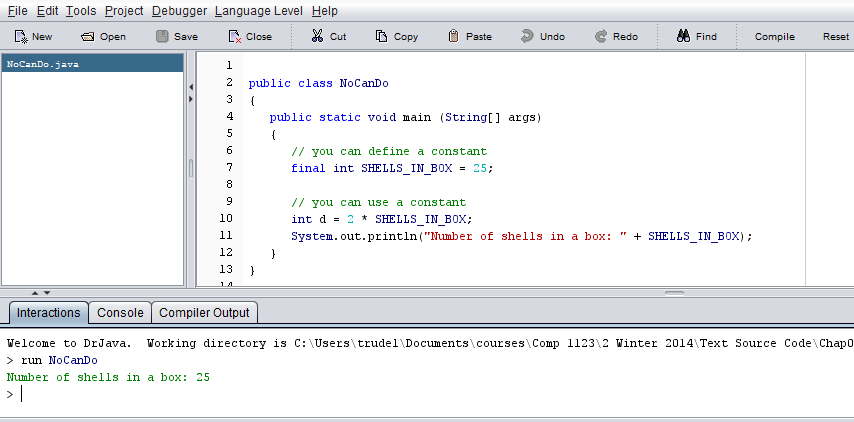 File Edit Tools Project Debugger Language Level Help
New Open Save Close Cut Copy Paste Undo Redo Find Compile Reset
NoCanDo.java
1
2 public class NoCanDo
3 {
4 public static void main (String[] args)
5 {
6 // you can define a constant
7 final int SHELLS_IN_BOX = 25;
8
9 // you can use a constant
10 int d = 2 * SHELLS_IN_BOX;
11 System.out.println("Number of shells in a box: " + SHELLS_IN_BOX);
12 }
13 }
14
Interactions Console Compiler Output
Welcome to DrJava. Working directory is C:\Users\trudel\Documents\courses\Comp 1123\2 Winter 2014\Text Source Code\Chap0
> run NoCanDo
Number of shells in a box: 25
>